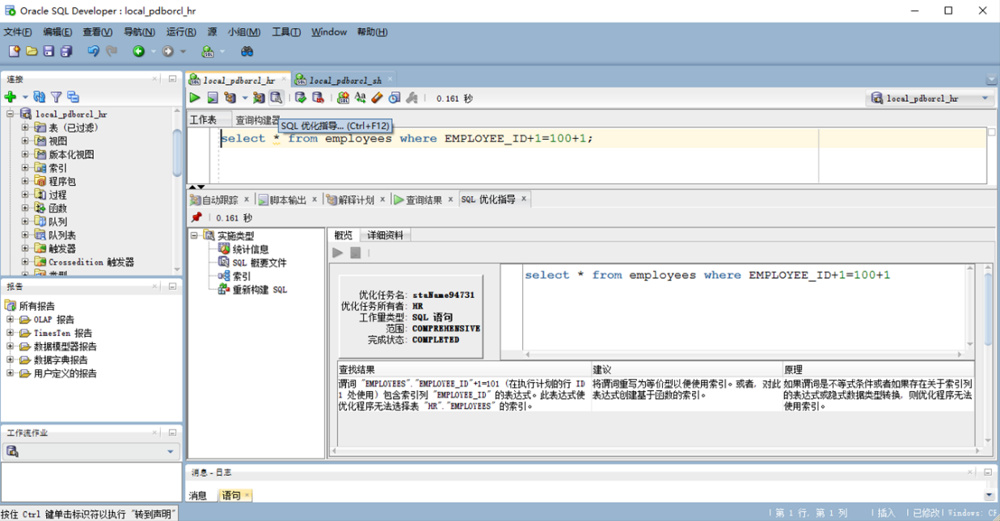 Oracle SQL Developer : local_pdborcl_hr
文件(F) 编辑(E) 查看(V) 导航(N) 运行(R) 源 小组(M) 工具(T) Window 帮助(H)
连接
local_pdborcl_hr
表 (已过滤)
视图
版本化视图
索引
程序包
过程
函数
队列
队列表
触发器
Crossedition 触发器
类型
报告
所有报告
OLAP 报告
TimesTen 报告
数据模型器报告
数据字典报告
用户定义的报告
工作流作业
local_pdborcl_hr local_pdborcl_sh
0.161 秒
local_pdborcl_hr
工作表 查询构建器
SQL 优化指导... (Ctrl+F12)
select * from employees where EMPLOYEE_ID+1=100+1;
自动跟踪 脚本输出 解释计划 查询结果 SQL 优化指导
0.161 秒
实施类型
统计信息
SQL 概要文件
索引
重新构建 SQL
概览 详细资料
优化任务名: staName94731
优化任务所有者: HR
工作量类型: SQL 语句
范围: COMPREHENSIVE
完成状态: COMPLETED
select * from employees where EMPLOYEE_ID+1=100+1
查找结果 建议 原理
谓词 "EMPLOYEES"."EMPLOYEE_ID"+1=101 (在执行计划的行 ID
1 处使用) 包含索引列 "EMPLOYEE_ID" 的表达式。此表达式使
优化程序无法选择表 "HR"."EMPLOYEES" 的索引。
将谓词重写为等价型以便使用索引。或者, 对此
表达式创建基于函数的索引。
如果谓词是不等式条件或者如果存在关于索引列
的表达式或隐式数据类型转换, 则优化程序无法
使用索引。
消息 - 日志
消息 语句
按住 Ctrl 键单击标识符以执行 "转到声明"
第 1 行, 第 1 列 插入 已修改 Windows: CF